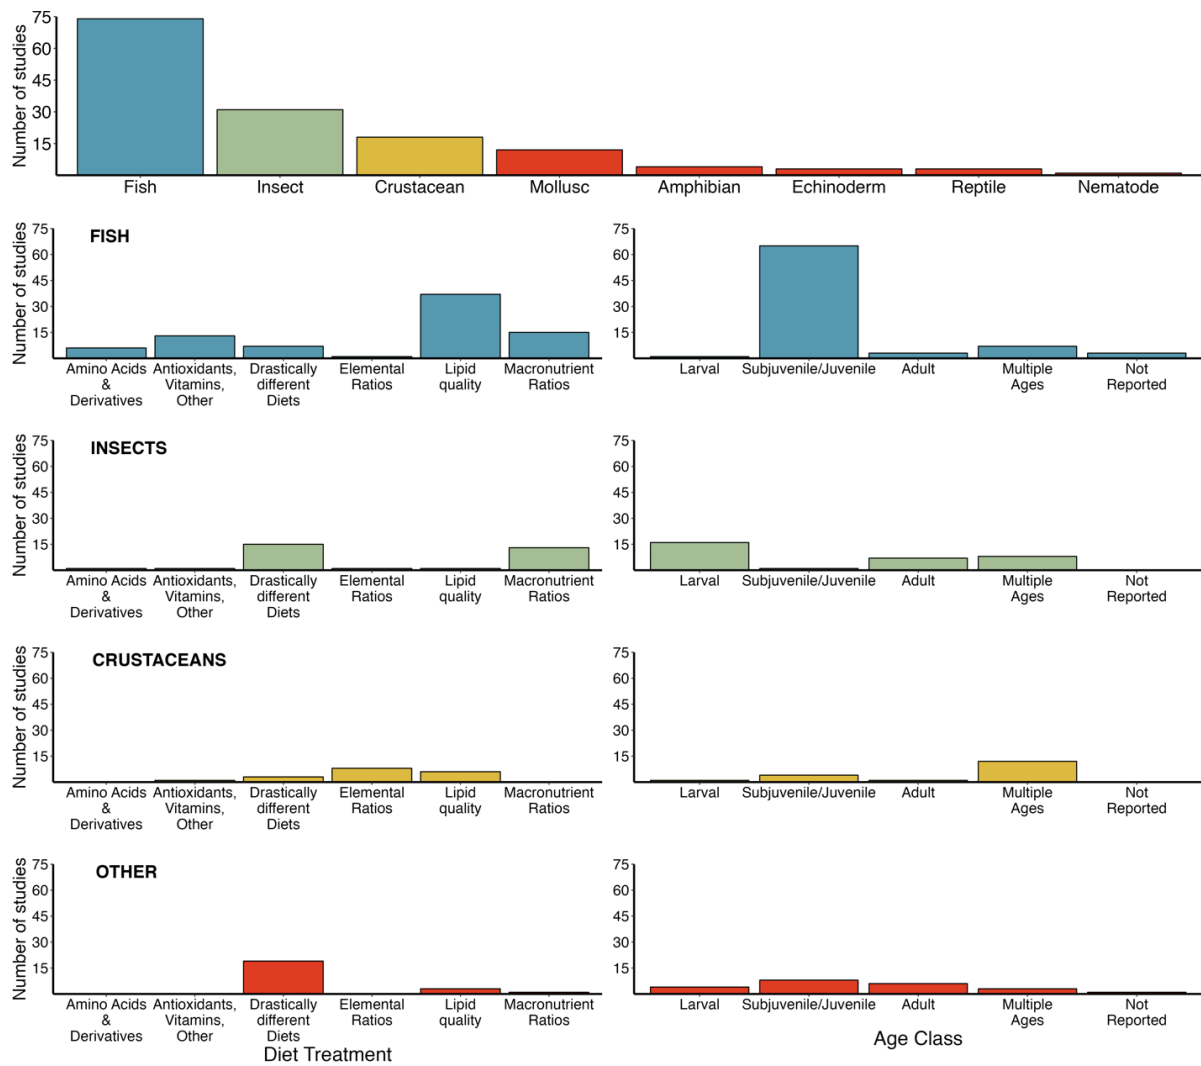 Number of studies
75
60
45
30
15
Fish Insect Crustacean Mollusc Amphibian Echinoderm Reptile Nematode
FISH
Number of studies
75
60
45
30
15
Amino Acids
&
Derivatives
Antioxidants,
Vitamins,
Other
Drastically
different
Diets
Elemental
Ratios
Lipid
quality
Macronutrient
Ratios
75
60
45
30
15
Larval
Subjuvenile/Juvenile
Adult
Multiple
Ages
Not
Reported
INSECTS
Number of studies
75
60
45
30
15
Amino Acids
&
Derivatives
Antioxidants,
Vitamins,
Other
Drastically
different
Diets
Elemental
Ratios
Lipid
quality
Macronutrient
Ratios
75
60
45
30
15
Larval
Subjuvenile/Juvenile
Adult
Multiple
Ages
Not
Reported
CRUSTACEANS
Number of studies
75
60
45
30
15
Amino Acids
&
Derivatives
Antioxidants,
Vitamins,
Other
Drastically
different
Diets
Elemental
Ratios
Lipid
quality
Macronutrient
Ratios
75
60
45
30
15
Larval
Subjuvenile/Juvenile
Adult
Multiple
Ages
Not
Reported
OTHER
Number of studies
75
60
45
30
15
Amino Acids
&
Derivatives
Antioxidants,
Vitamins,
Other
Drastically
different
Diets
Elemental
Ratios
Lipid
quality
Macronutrient
Ratios
Diet Treatment
75
60
45
30
15
Larval
Subjuvenile/Juvenile
Adult
Multiple
Ages
Not
Reported
Age Class